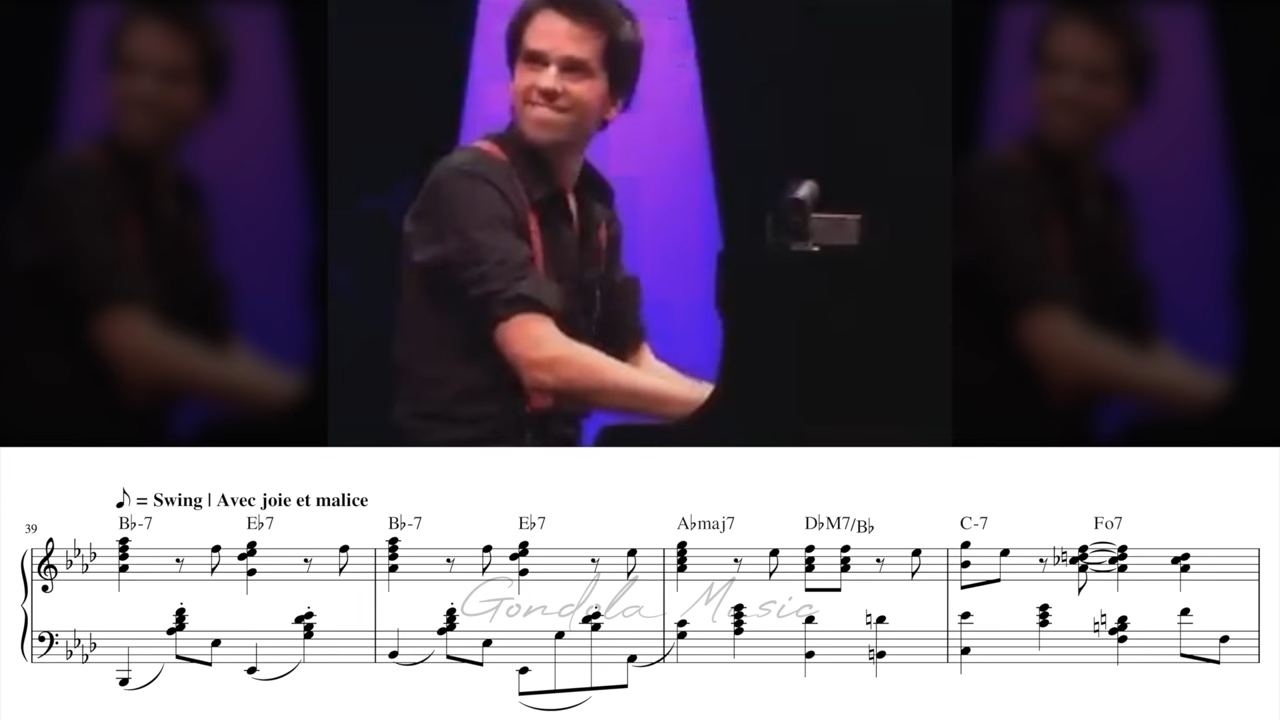 ♪ = Swing | Avec joie et malice
39 B♭-7 E♭7 B♭-7 E♭7 A♭maj7 D♭M7/B♭ C-7 Fo7
Gondola Music